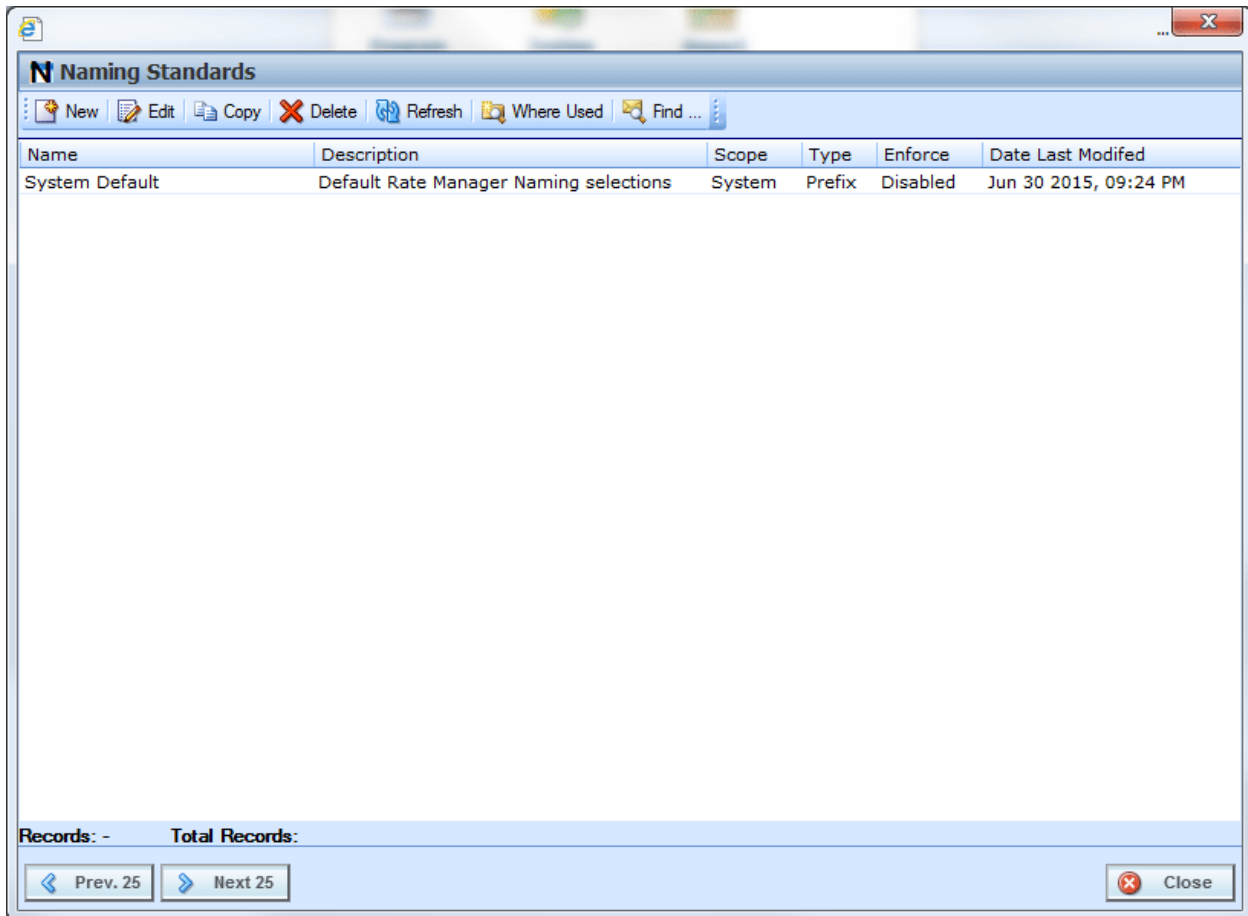 ...
Naming Standards
New Edit Copy Delete Refresh Where Used Find ...
Name Description Scope Type Enforce Date Last Modifed
System Default Default Rate Manager Naming selections System Prefix Disabled Jun 30 2015, 09:24 PM
Records: - Total Records:
Prev. 25 Next 25 Close